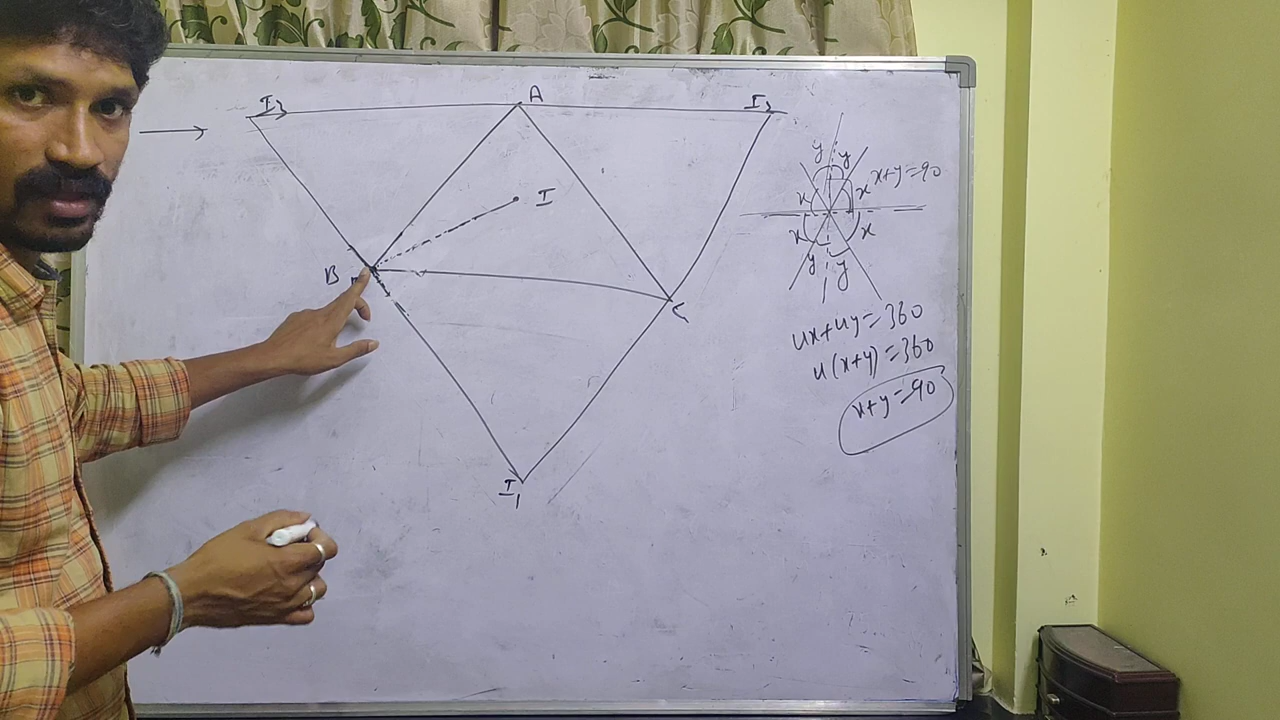 I₃ A I₂
I
B
C
I₁
y y
x x x+y=90
x x
y y
4x+4y=360
4(x+y)=360
x+y=90